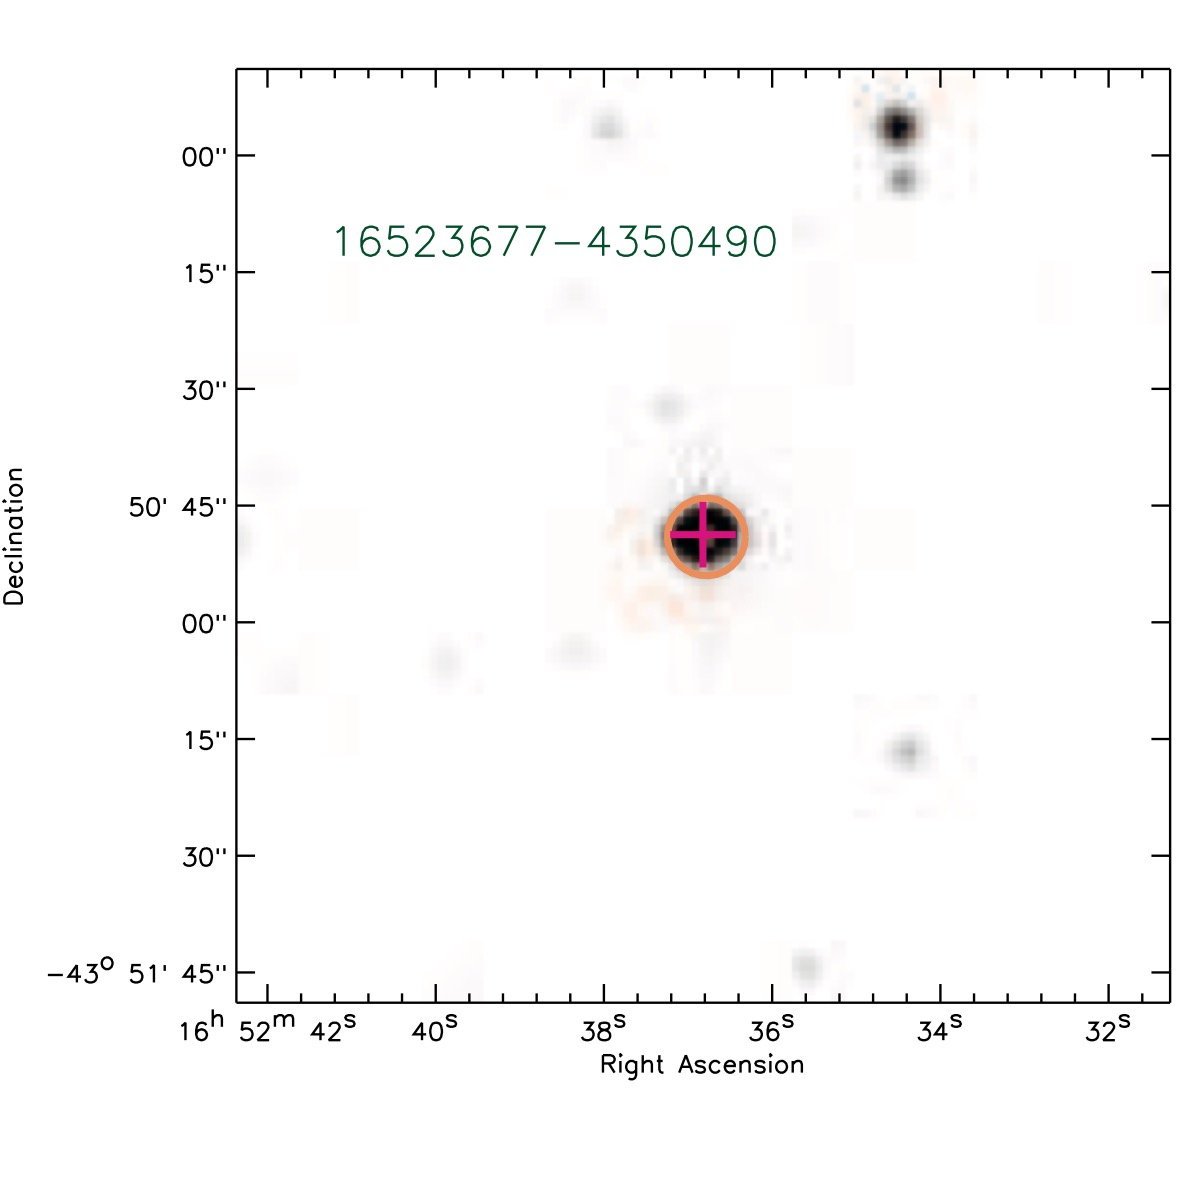 00"
16523677−4350490
15"
30"
50' 45"
00"
15"
30"
−43° 51' 45"
16h 52m 42s 40s 38s 36s 34s 32s
Right Ascension
Declination